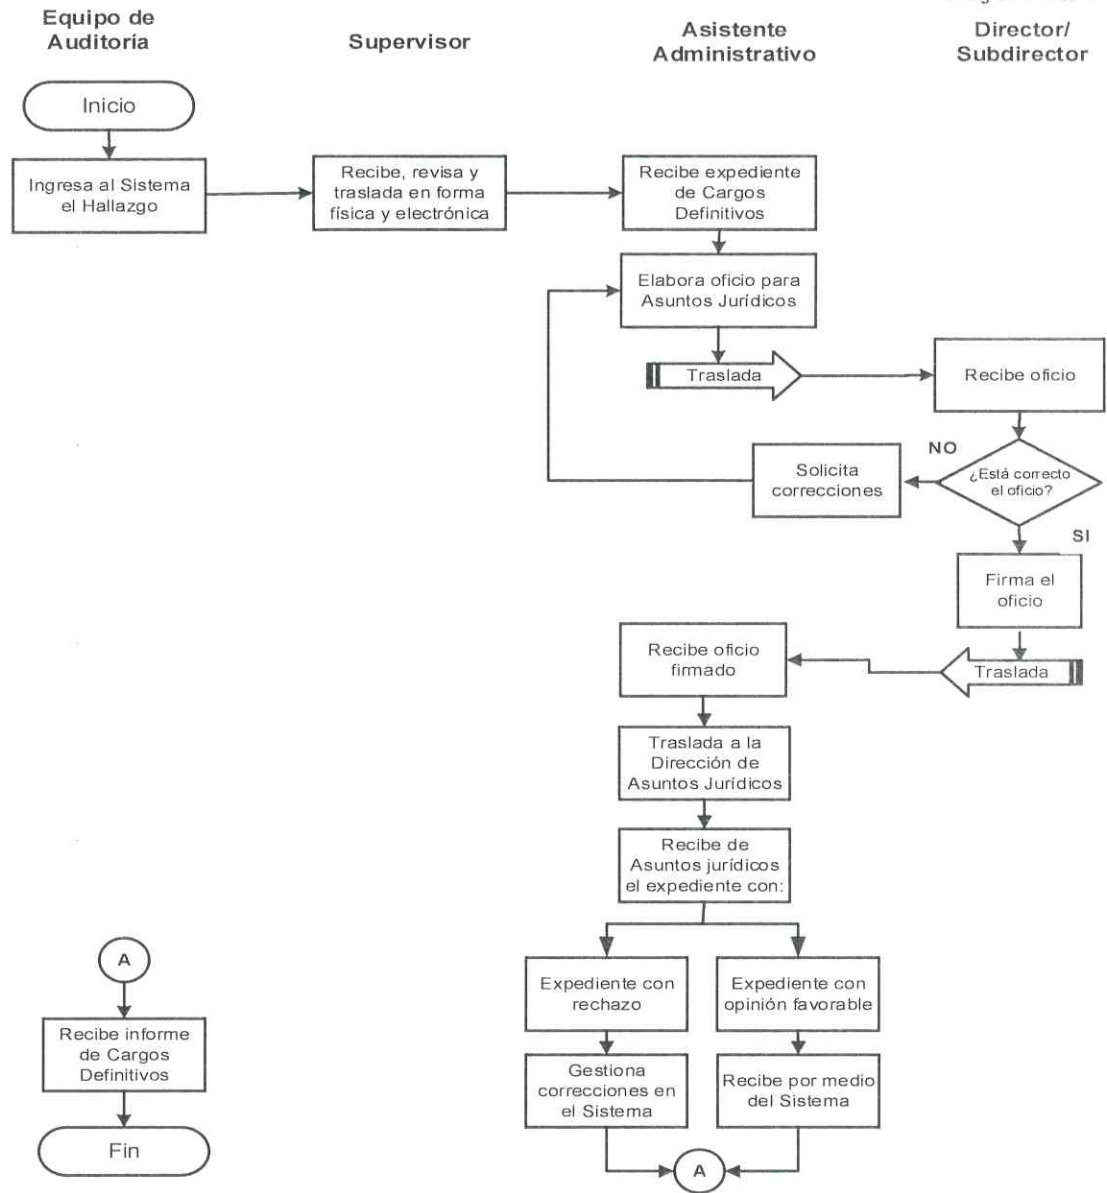 Equipo de
Auditoría
Supervisor
Asistente
Administrativo
Director/
Subdirector
Inicio
Ingresa al Sistema
el Hallazgo
Recibe, revisa y
traslada en forma
física y electrónica
Recibe expediente
de Cargos
Definitivos
Elabora oficio para
Asuntos Jurídicos
Traslada
Recibe oficio
NO
¿Está correcto
el oficio?
Solicita
correcciones
SI
Firma el
oficio
Traslada
Recibe oficio
firmado
Traslada a la
Dirección de
Asuntos Jurídicos
Recibe de
Asuntos jurídicos
el expediente con:
Expediente con
rechazo
Expediente con
opinión favorable
Gestiona
correcciones en
el Sistema
Recibe por medio
del Sistema
A
A
Recibe informe
de Cargos
Definitivos
Fin